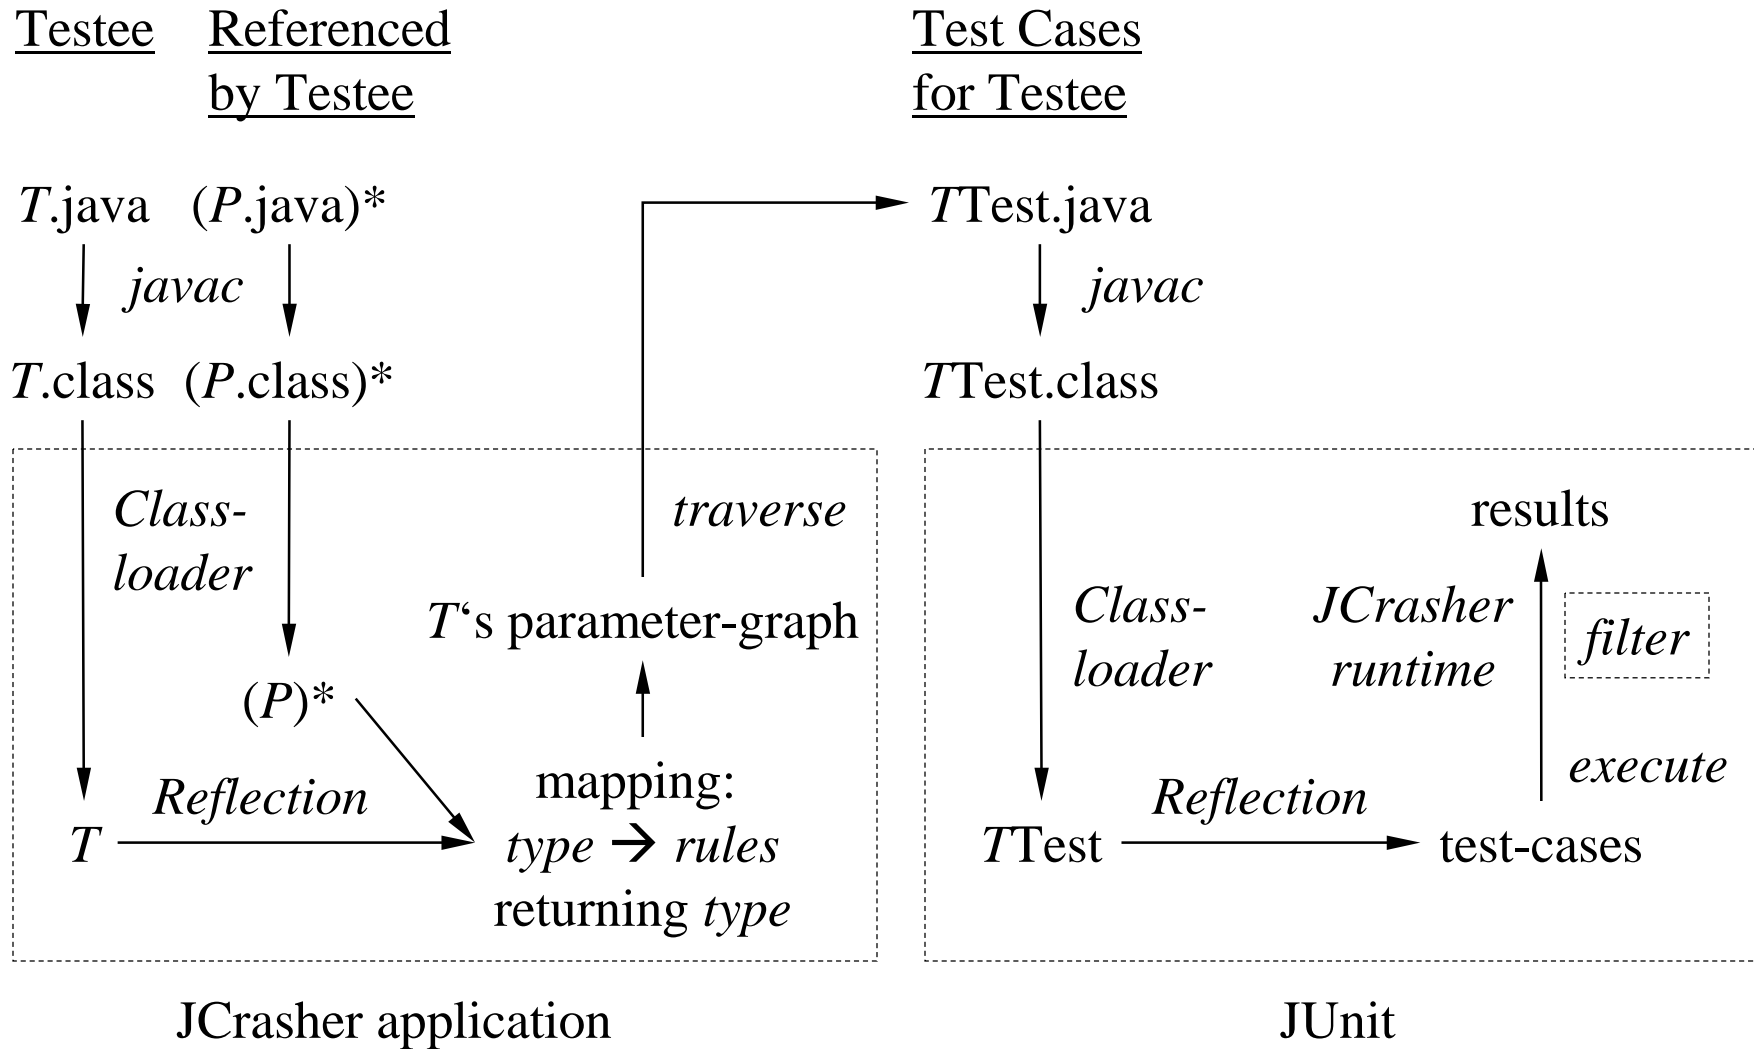 Testee Referenced by Testee
Test Cases for Testee
T.java (P.java)*
TTest.java
javac
javac
T.class (P.class)*
TTest.class
Class-
loader
traverse
T‘s parameter-graph
(P)*
Reflection
mapping:
T
type → rules
returning type
JCrasher application
results
Class-
loader
JCrasher
runtime
filter
execute
Reflection
TTest
test-cases
JUnit